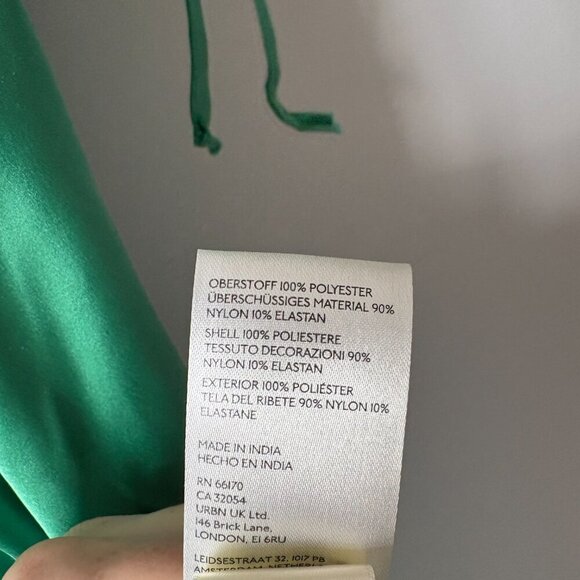 OBERSTOFF 100% POLYESTER
ÜBERSCHÜSSIGES MATERIAL 90%
NYLON 10% ELASTAN
SHELL 100% POLIESTERE
TESSUTO DECORAZIONI 90%
NYLON 10% ELASTAN
EXTERIOR 100% POLIÉSTER
TELA DEL RIBETE 90% NYLON 10%
ELASTANE
MADE IN INDIA
HECHO EN INDIA
RN 66170
CA 32054
URBN UK Ltd.
146 Brick Lane,
LONDON, E1 6RU
LEIDSESTRAAT 32, 1017 PB
AMSTERDAM, NETHERL